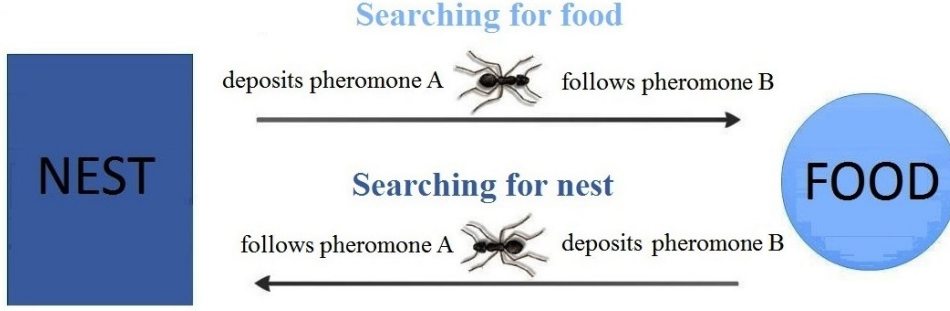 Searching for food
deposits pheromone A follows pheromone B
NEST
FOOD
Searching for nest
follows pheromone A deposits pheromone B